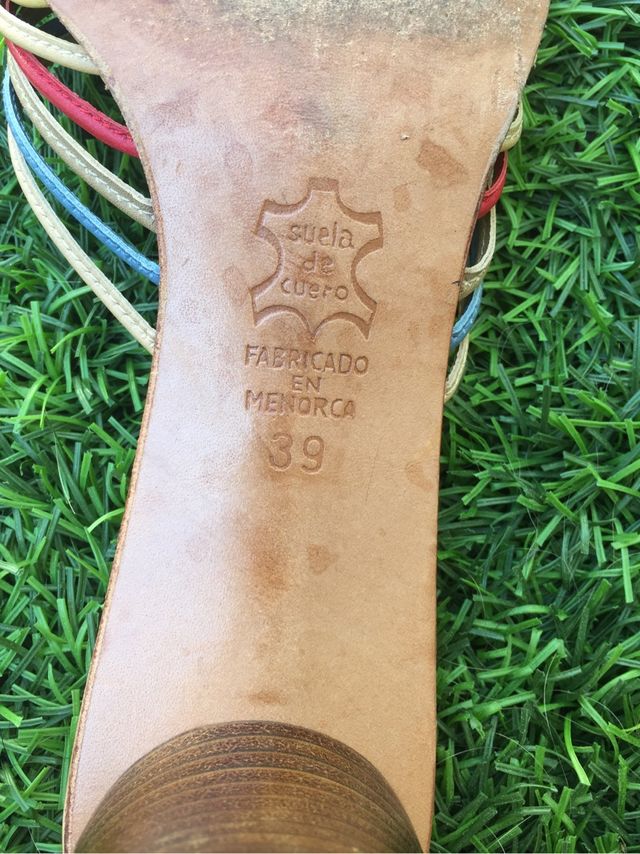 suela
de
cuero
FABRICADO
EN
MENORCA
39